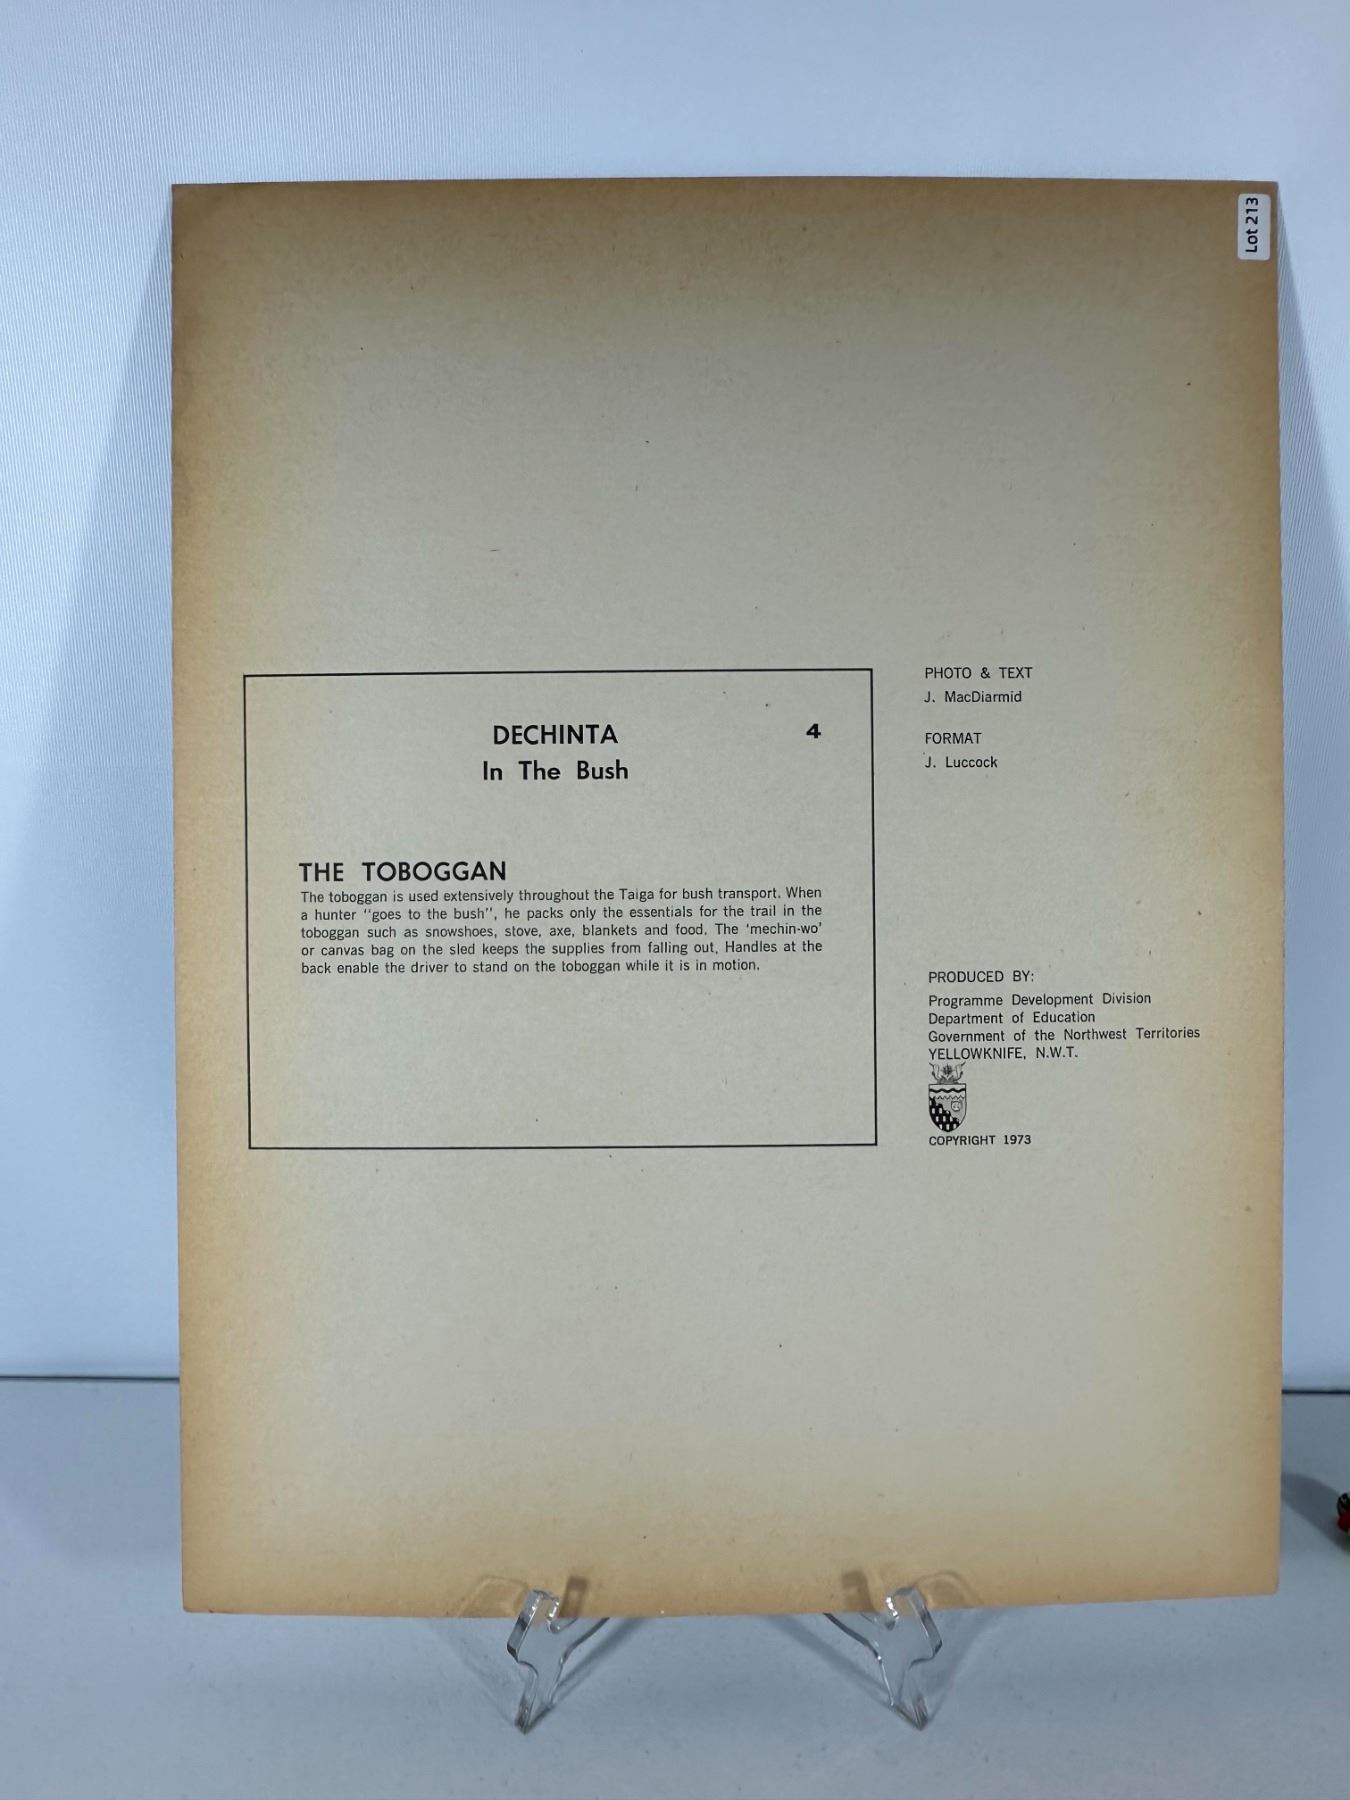 Lot 213
DECHINTA 4
In The Bush
THE TOBOGGAN
The toboggan is used extensively throughout the Taiga for bush transport. When
a hunter "goes to the bush", he packs only the essentials for the trail in the
toboggan such as snowshoes, stove, axe, blankets and food. The 'mechin-wo'
or canvas bag on the sled keeps the supplies from falling out, Handles at the
back enable the driver to stand on the toboggan while it is in motion.
PHOTO & TEXT
J. MacDiarmid
FORMAT
J. Luccock
PRODUCED BY:
Programme Development Division
Department of Education
Government of the Northwest Territories
YELLOWKNIFE, N.W.T.
COPYRIGHT 1973